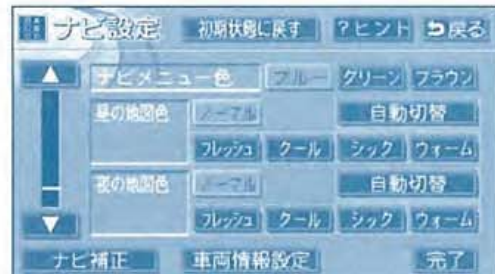 ナビ設定 初期状態に戻す ?ヒント 戻る
ナビメニュー色 ブルー グリーン ブラウン
昼の地図色 ノーマル 自動切替
フレッシュ クール シック ウォーム
夜の地図色 ノーマル 自動切替
フレッシュ クール シック ウォーム
ナビ補正 車両情報設定 完了